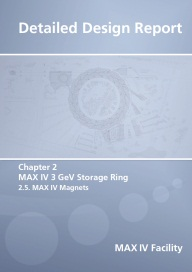 Detailed Design Report
Chapter 2
MAX IV 3 GeV Storage Ring
2.5. MAX IV Magnets
MAX IV Facility